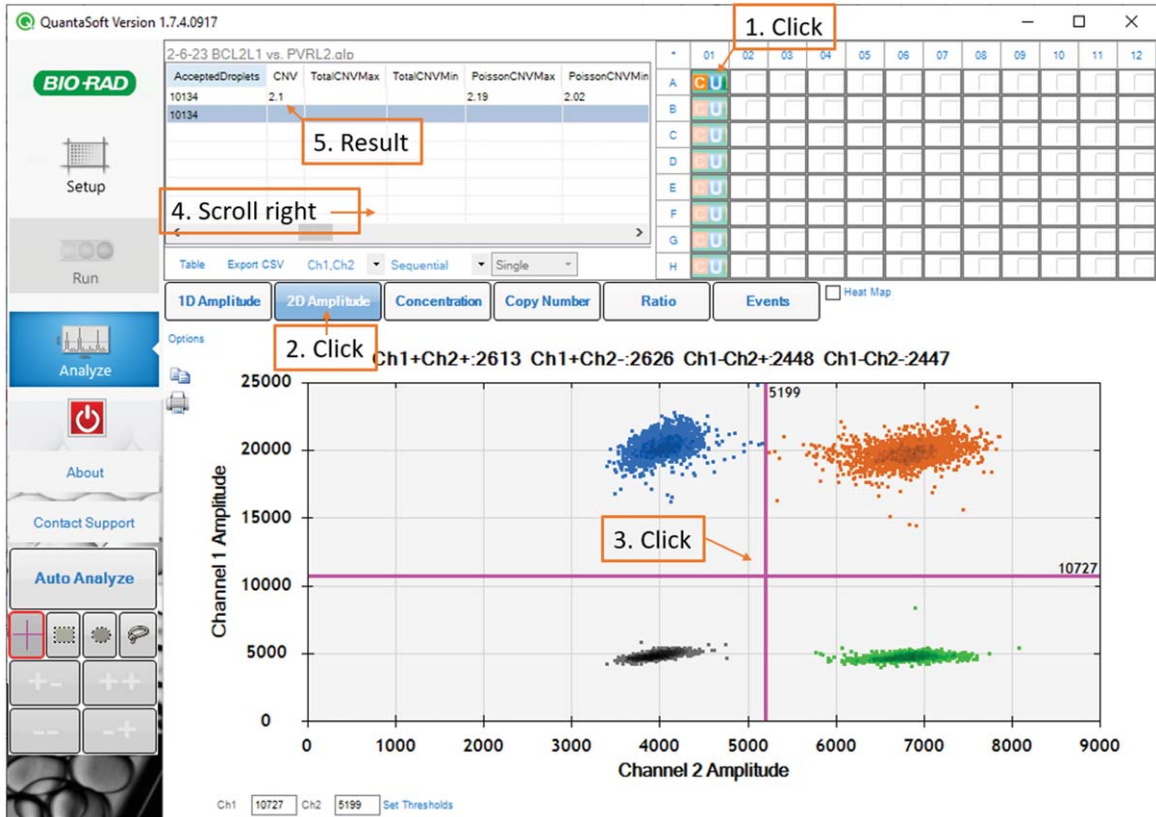 QuantaSoft Version 1.7.4.0917
BIO-RAD
Setup
Run
Analyze
About
Contact Support
Auto Analyze
+- ++
-- -+
2-6-23 BCL2L1 vs. PVRL2.qlp
AcceptedDroplets CNV TotalCNVMax TotalCNVMin PoissonCNVMax PoissonCNVMin
10134 2.1 2.19 2.02
10134
5. Result
4. Scroll right
Table Export CSV Ch1,Ch2 Sequential Single
1. Click
* 01 02 03 04 05 06 07 08 09 10 11 12
A C U
B C U
C C U
D C U
E C U
F C U
G C U
H C U
1D Amplitude 2D Amplitude Concentration Copy Number Ratio Events Heat Map
Options
2. Click
Ch1+Ch2+:2613 Ch1+Ch2-:2626 Ch1-Ch2+:2448 Ch1-Ch2-:2447
25000
20000
15000
10000
5000
0
Channel 1 Amplitude
5199
3. Click
10727
0 1000 2000 3000 4000 5000 6000 7000 8000 9000
Channel 2 Amplitude
Ch1 10727 Ch2 5199 Set Thresholds